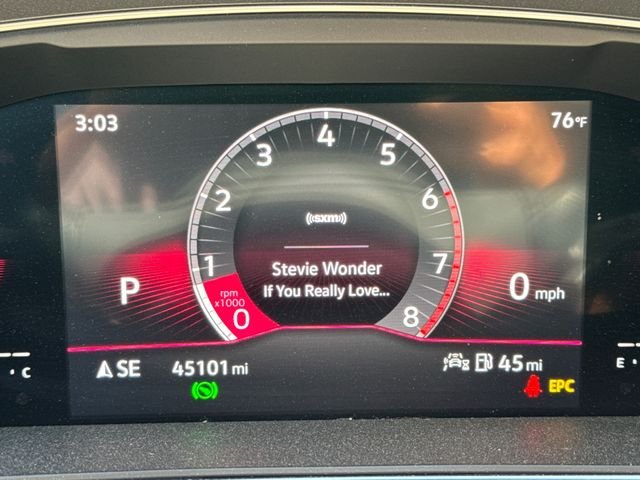 3:03
76°F
1 2 3 4 5 6 7 8
((sxm))
Stevie Wonder
If You Really Love...
P
rpm
x1000
0
0 mph
SE
45101 mi
45 mi
EPC
C
E